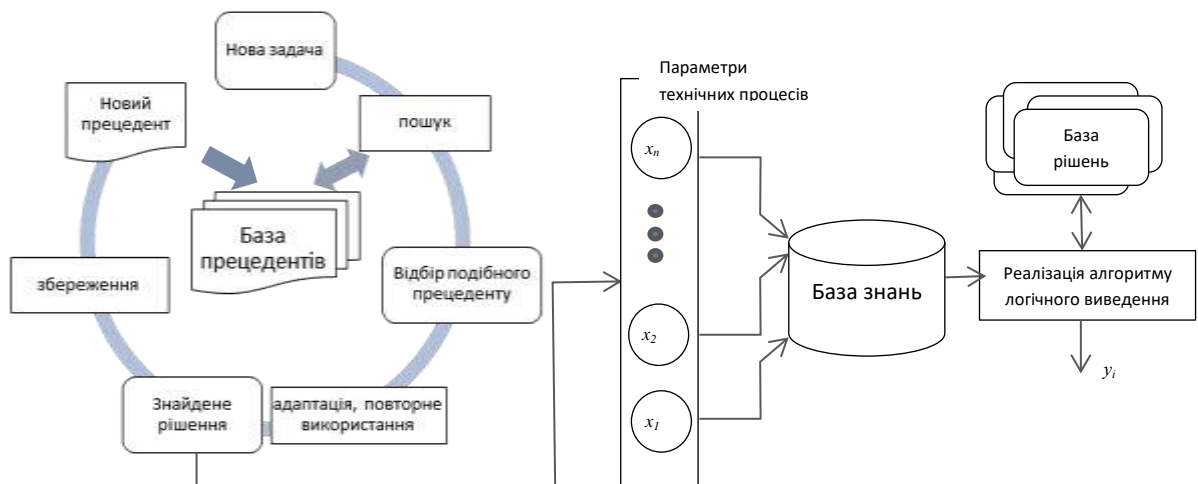 Нова задача
Новий
прецедент
пошук
База
прецедентів
збереження
Відбір подібного
прецеденту
Знайдене
рішення
адаптація, повторне
використання
Параметри
технічних процесів
xn
x2
x1
База знань
База
рішень
Реалізація алгоритму
логічного виведення
yi